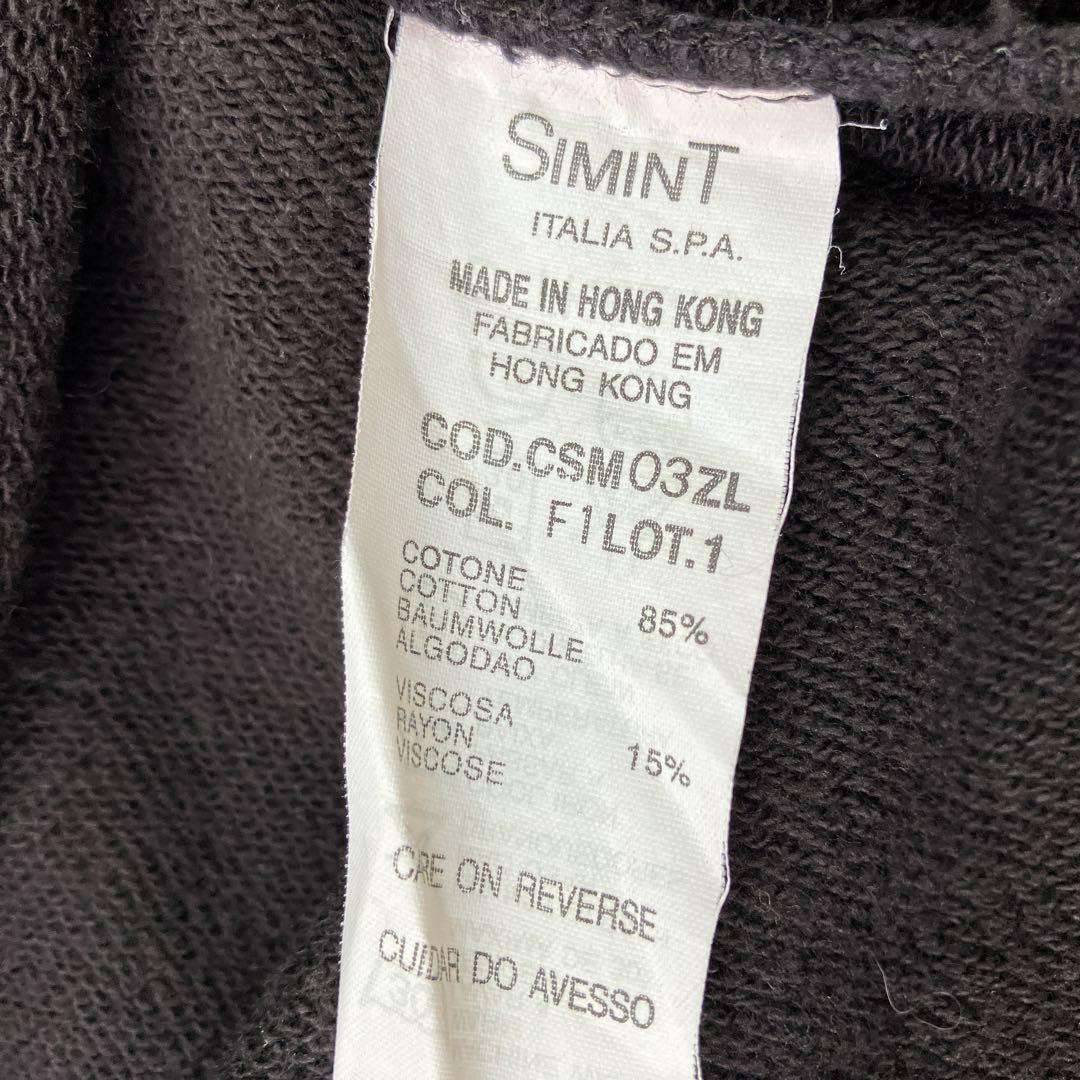 SIMINT
ITALIA S.P.A.
MADE IN HONG KONG
FABRICADO EM
HONG KONG
COD.CSM03ZL
COL. F1LOT.1
COTONE
COTTON
BAUMWOLLE 85%
ALGODAO
VISCOSA
RAYON 15%
VISCOSE
CARE ON REVERSE
CUIDAR DO AVESSO